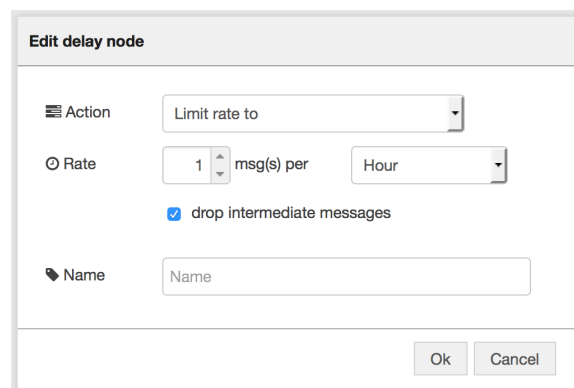 Edit delay node
Action Limit rate to
Rate 1 msg(s) per Hour
drop intermediate messages
Name Name
Ok Cancel